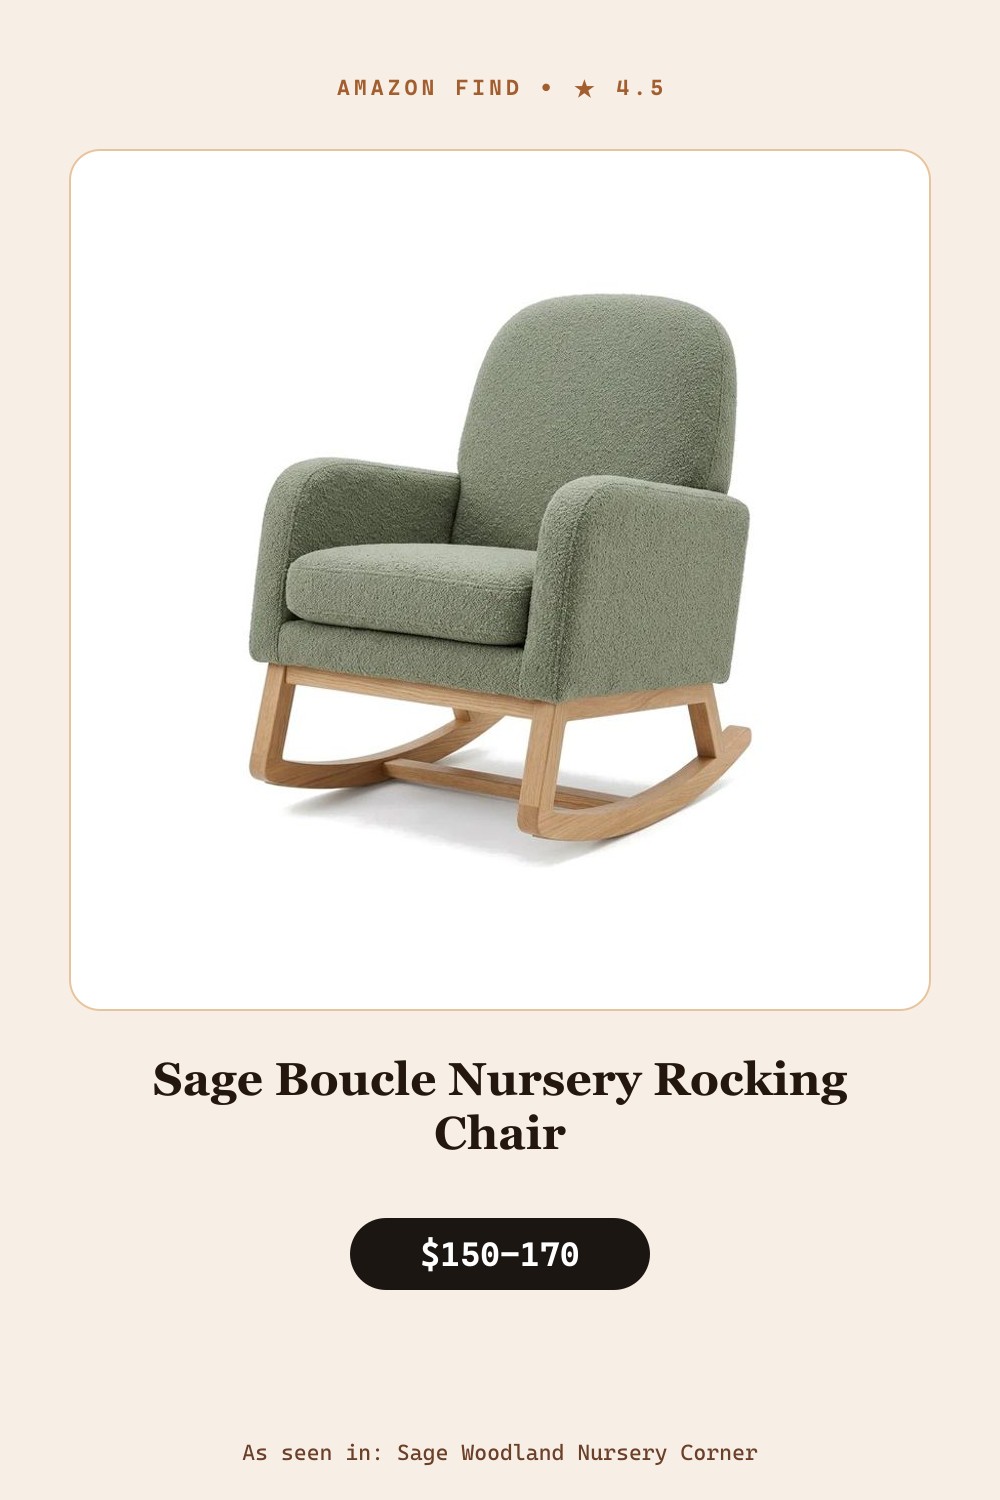 AMAZON FIND • ★ 4.5
Sage Boucle Nursery Rocking
Chair
$150–170
As seen in: Sage Woodland Nursery Corner